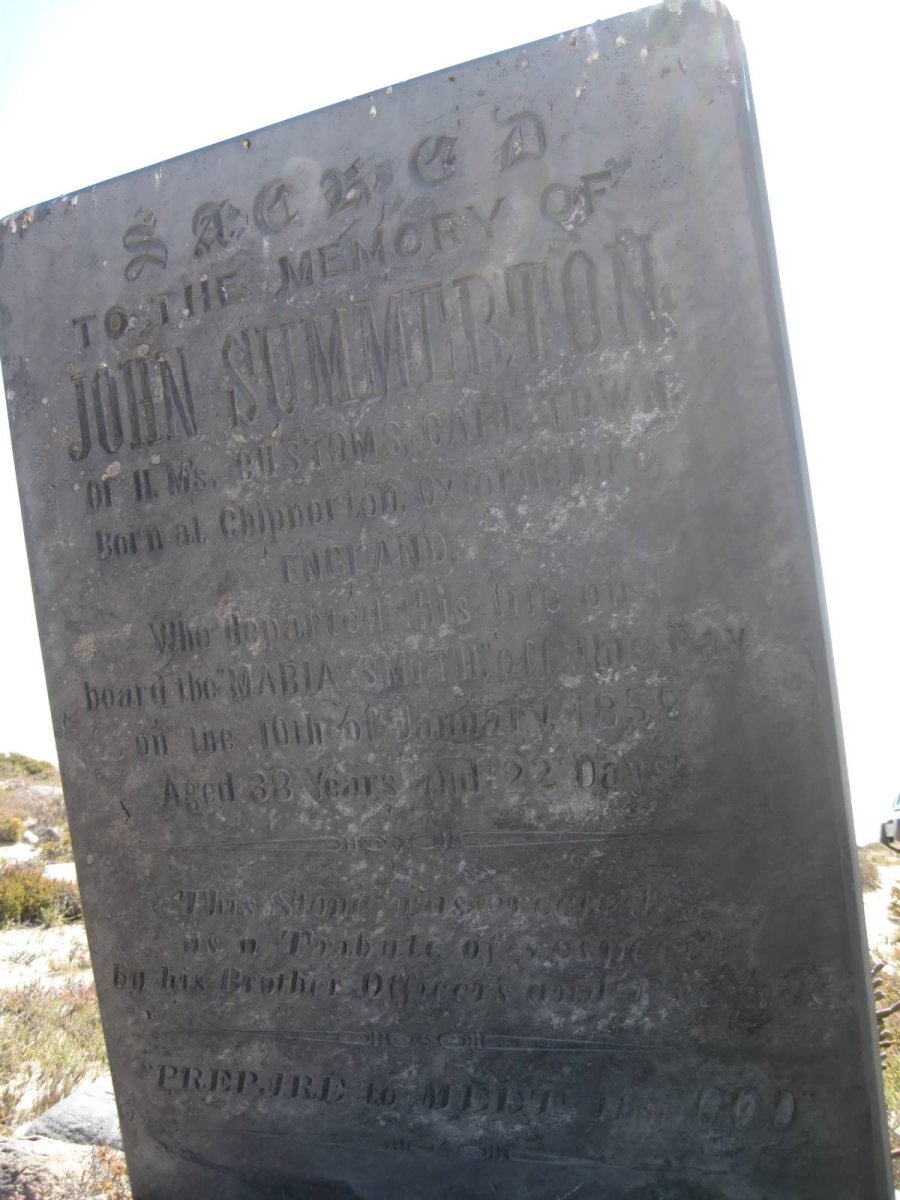 SACRED
TO THE MEMORY OF
JOHN SUMMERTON
OF H. Ms. CUSTOMS, CAPE TOWN
Born at Chipnorton, Oxfordshire,
ENGLAND.
Who departed this life on
board the "MARIA SMITH" off this Bay
on the 10th of January, 1858
Aged 38 Years and 22 Days
This Stone was erected
as a Tribute of respect
by his Brother Officers and
"PREPARE to MEET thy GOD"